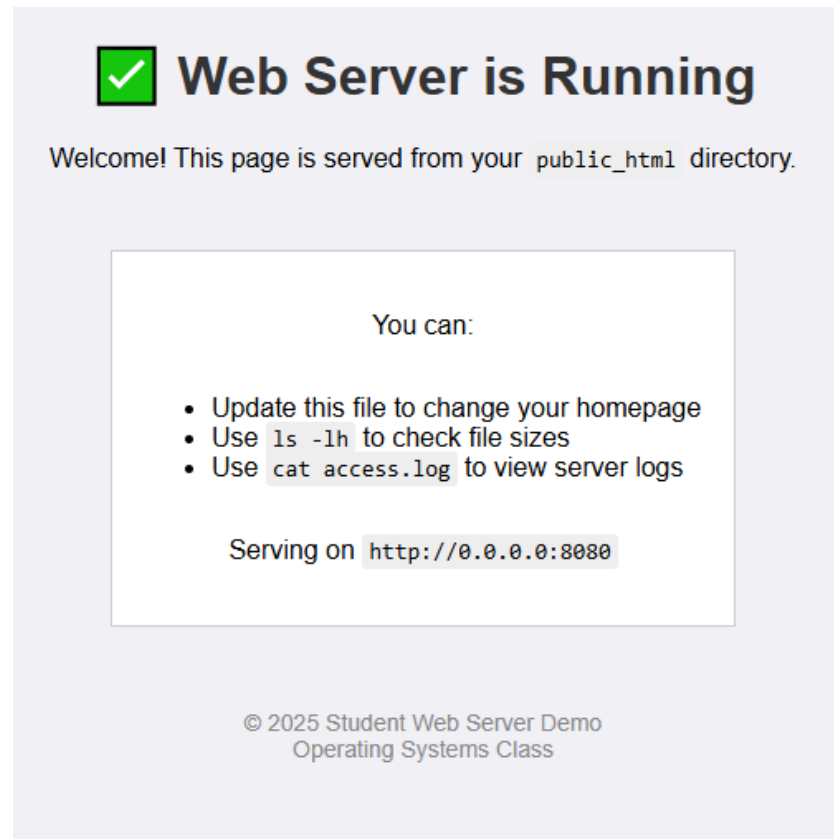 Web Server is Running
Welcome! This page is served from your public_html directory.
You can:
Update this file to change your homepage
Use ls -lh to check file sizes
Use cat access.log to view server logs
Serving on http://0.0.0.0:8080
© 2025 Student Web Server Demo
Operating Systems Class